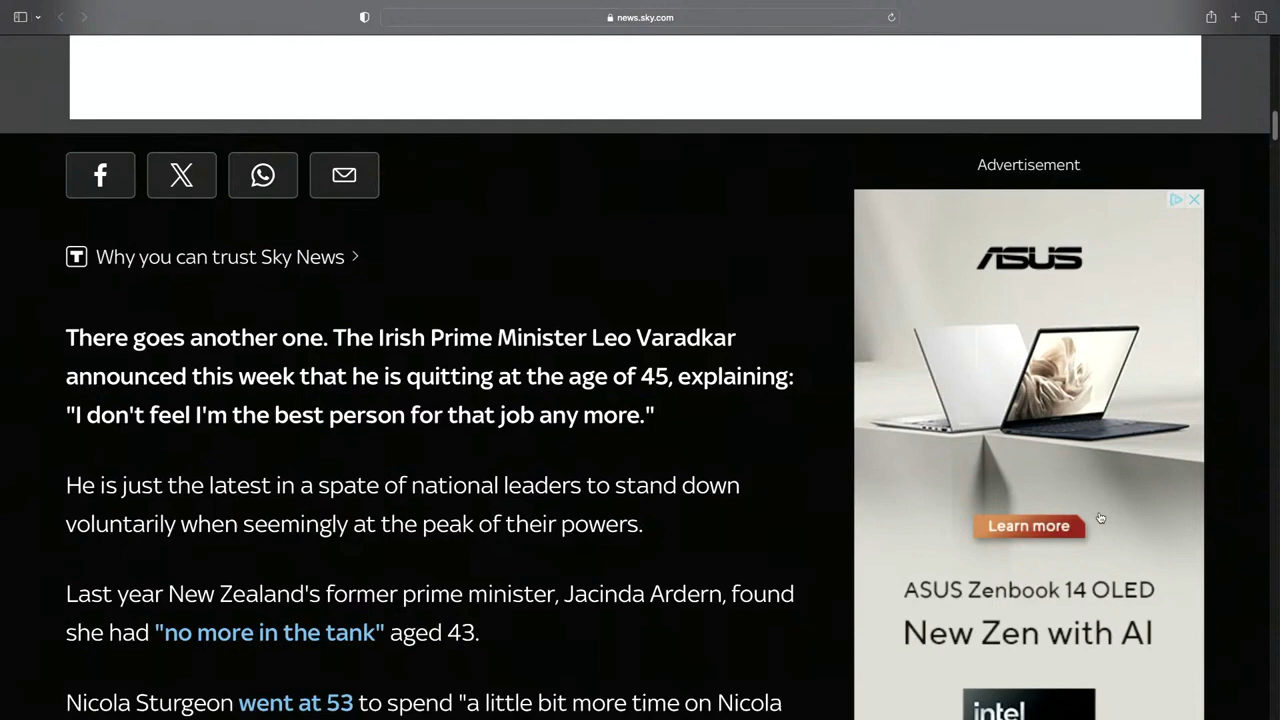 news.sky.com
Advertisement
Why you can trust Sky News
There goes another one. The Irish Prime Minister Leo Varadkar
announced this week that he is quitting at the age of 45, explaining:
"I don't feel I'm the best person for that job any more."
He is just the latest in a spate of national leaders to stand down
voluntarily when seemingly at the peak of their powers.
Last year New Zealand's former prime minister, Jacinda Ardern, found
she had "no more in the tank" aged 43.
Nicola Sturgeon went at 53 to spend "a little bit more time on Nicola
ASUS
Learn more
ASUS Zenbook 14 OLED
New Zen with AI
intel